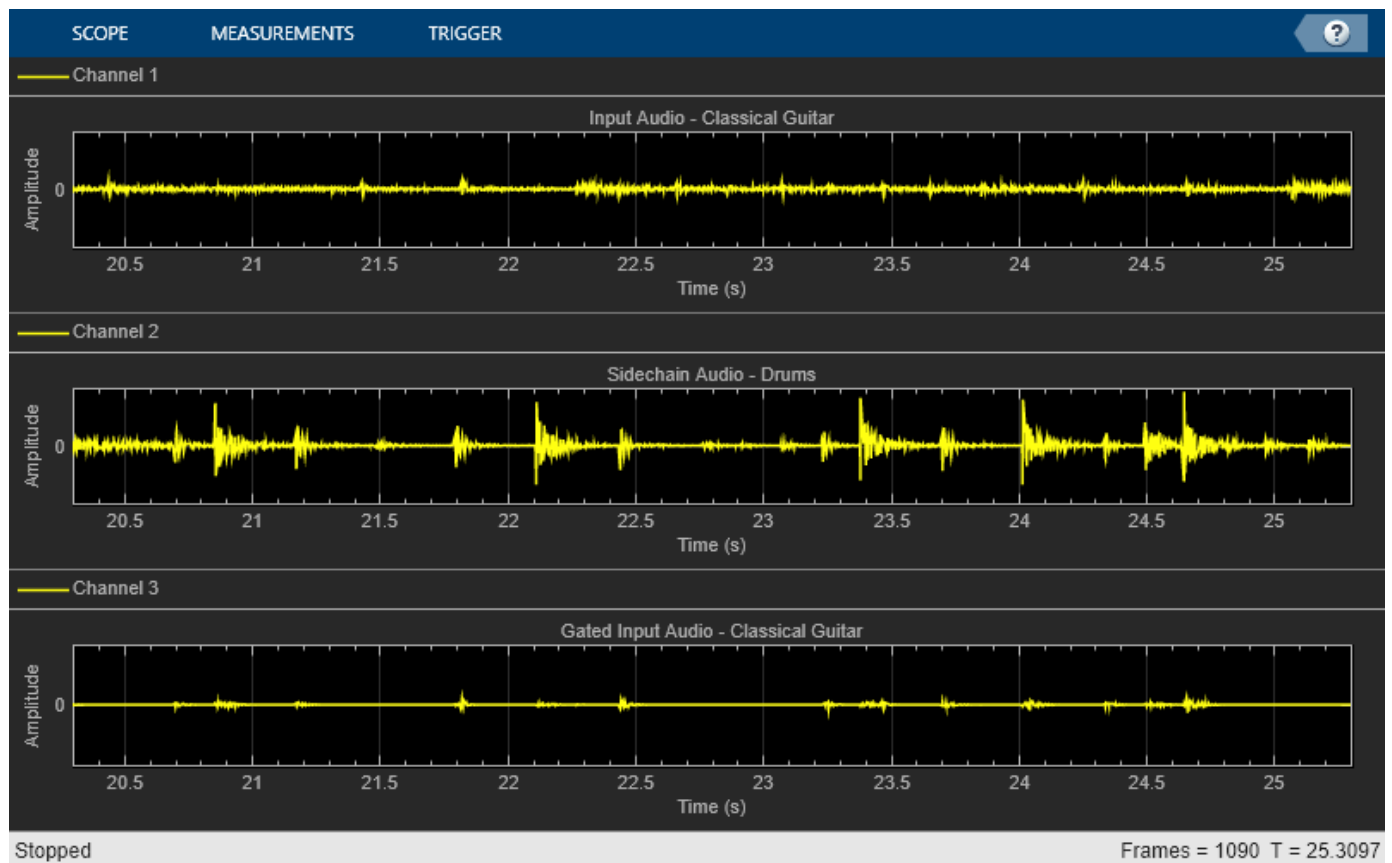 SCOPE MEASUREMENTS TRIGGER ?
Channel 1
Input Audio - Classical Guitar
Amplitude
0
20.5 21 21.5 22 22.5 23 23.5 24 24.5 25
Time (s)
Channel 2
Sidechain Audio - Drums
Amplitude
0
20.5 21 21.5 22 22.5 23 23.5 24 24.5 25
Time (s)
Channel 3
Gated Input Audio - Classical Guitar
Amplitude
0
20.5 21 21.5 22 22.5 23 23.5 24 24.5 25
Time (s)
Stopped Frames = 1090 T = 25.3097